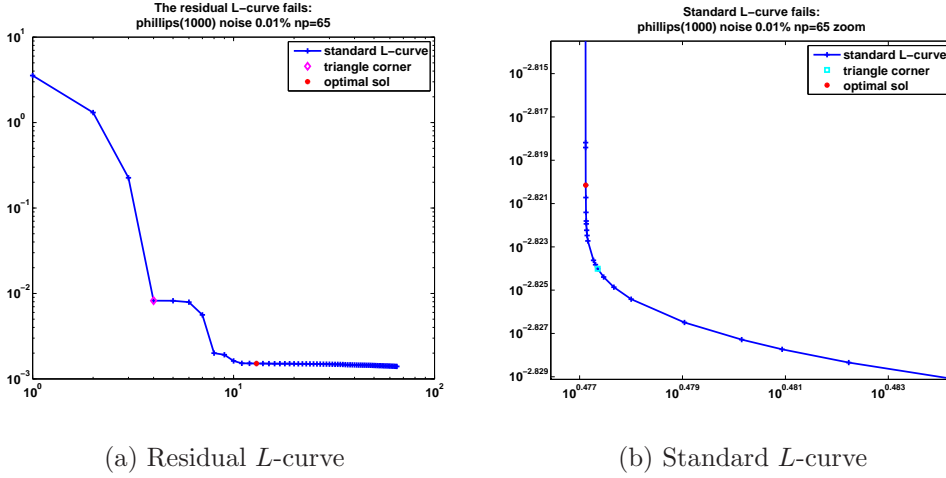 The residual L−curve fails:
phillips(1000) noise 0.01% np=65
10^1
10^0
10^−1
10^−2
10^−3
10^0
10^1
10^2
standard L−curve
triangle corner
optimal sol
(a) Residual L-curve
Standard L−curve fails:
phillips(1000) noise 0.01% np=65 zoom
10^−2.815
10^−2.817
10^−2.819
10^−2.821
10^−2.823
10^−2.825
10^−2.827
10^−2.829
10^0.477
10^0.479
10^0.481
10^0.483
standard L−curve
triangle corner
optimal sol
(b) Standard L-curve